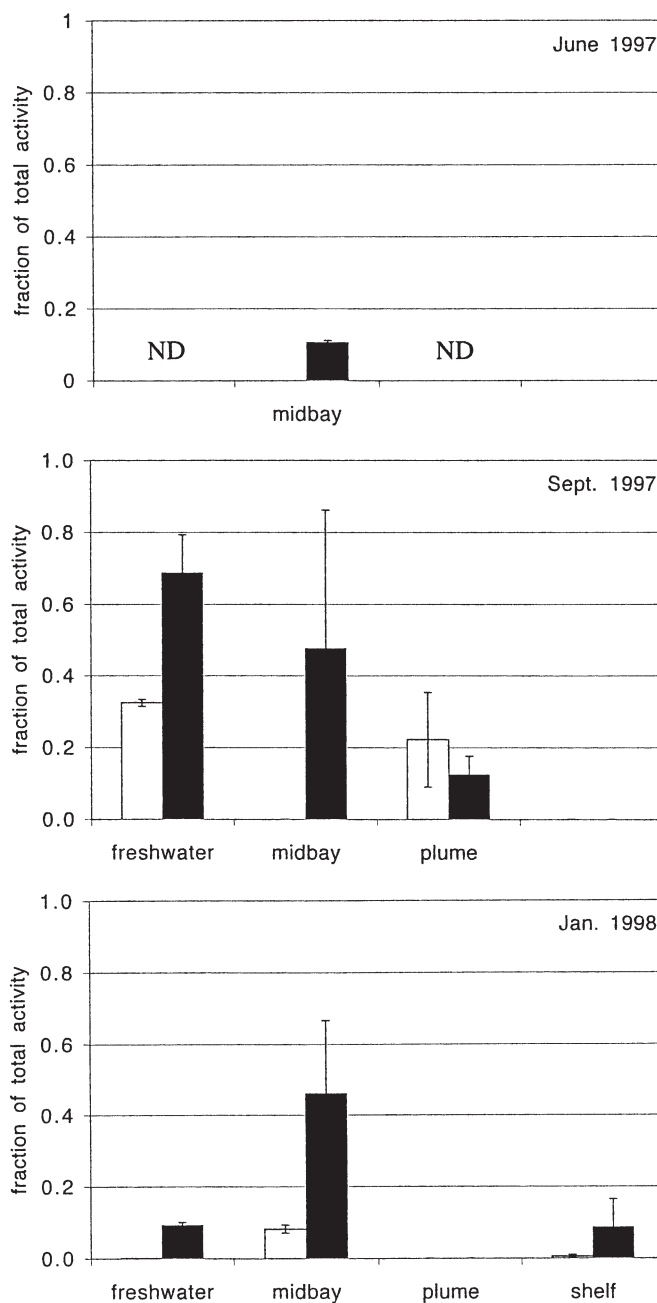 1
June 1997
0.8
0.6
0.4
0.2
0
fraction of total activity
ND
ND
midbay
1.0
Sept. 1997
0.8
0.6
0.4
0.2
0.0
fraction of total activity
freshwater midbay plume
1.0
Jan. 1998
0.8
0.6
0.4
0.2
0.0
fraction of total activity
freshwater midbay plume shelf